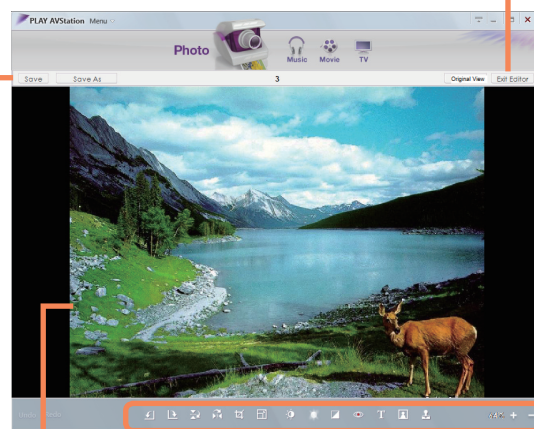 PLAY AVStation Menu
Photo
Music Movie TV
Save Save As 3 Original View Exit Editor
T